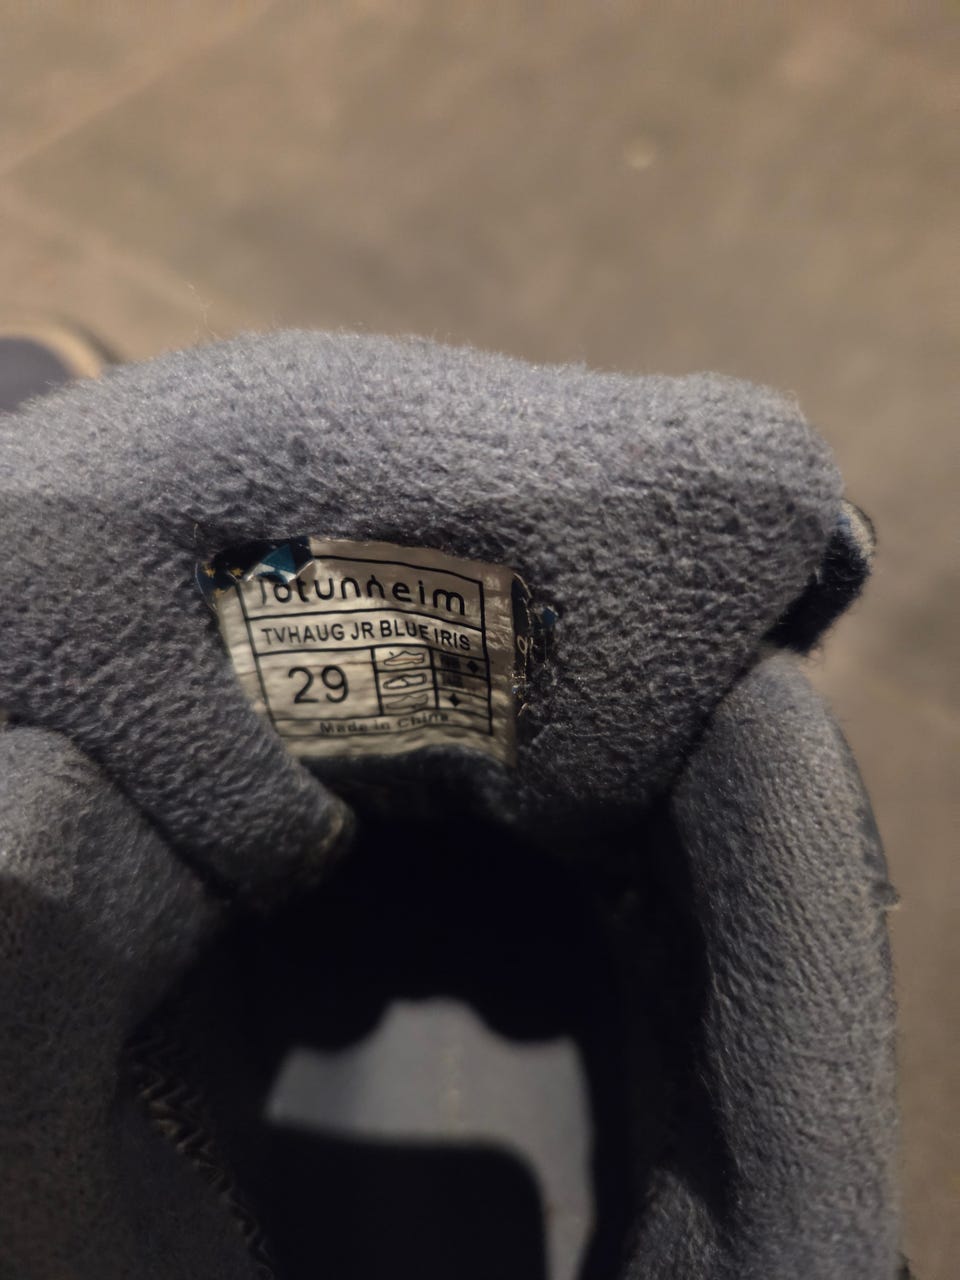 Jotunheim
TVHAUG JR BLUE IRIS
29
Made in China